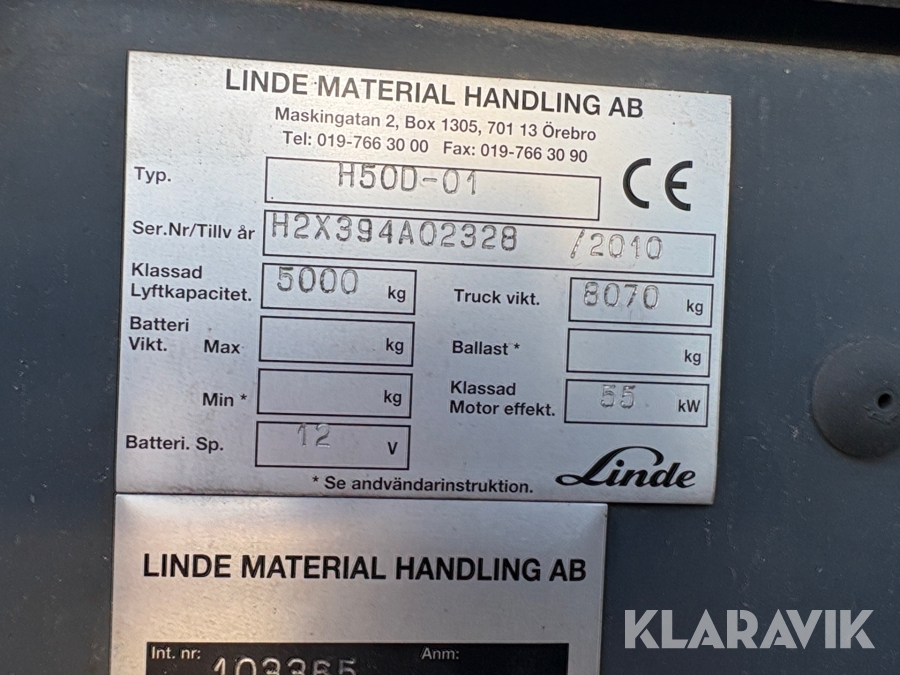 LINDE MATERIAL HANDLING AB
Maskingatan 2, Box 1305, 701 13 Örebro
Tel: 019-766 30 00 Fax: 019-766 30 90
Typ. H50D-01 CE
Ser.Nr/Tillv år H2X394A02328 /2010
Klassad Lyftkapacitet. 5000 kg Truck vikt. 8070 kg
Batteri Vikt. Max kg Ballast * kg
Min * kg Klassad Motor effekt. 55 kW
Batteri. Sp. 12 V
* Se andvändarinstruktion. Linde
LINDE MATERIAL HANDLING AB
Int. nr: 103365 Anm:
KLARAVIK